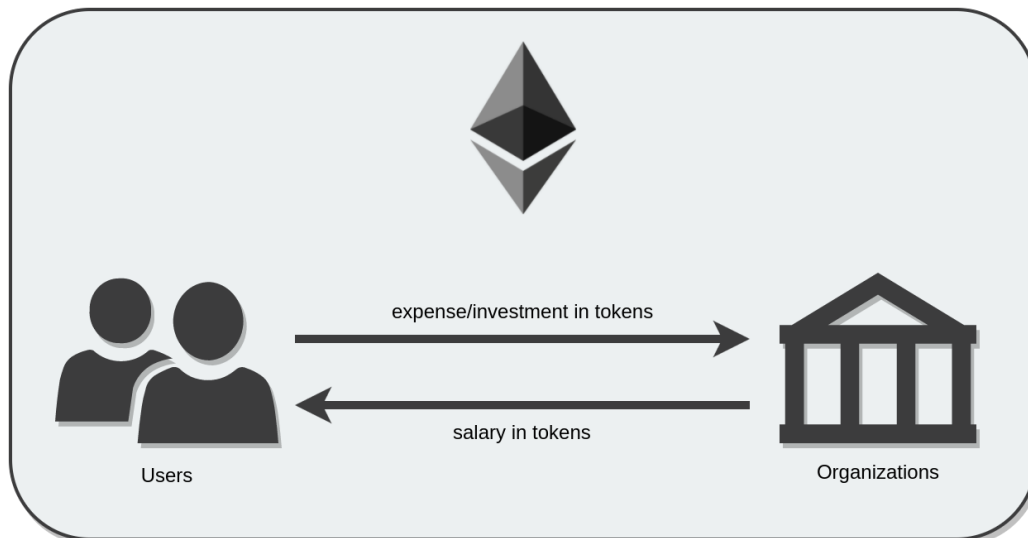 expense/investment in tokens
salary in tokens
Users
Organizations